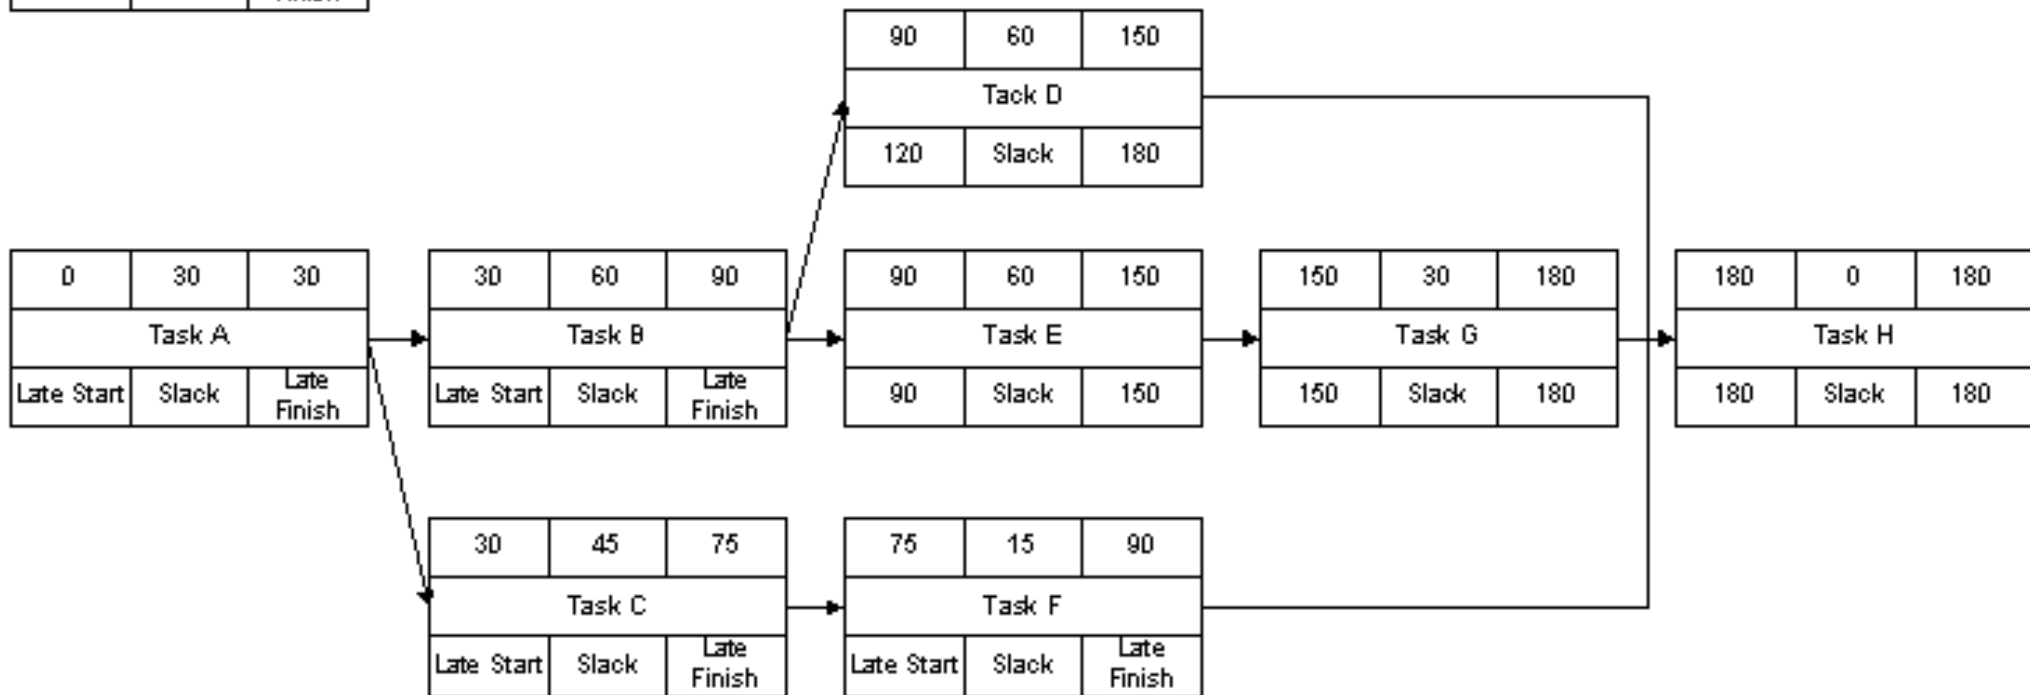 Finish
90 60 150
Tack D
120 Slack 180
0 30 30
Task A
Late Start Slack Late Finish
30 60 90
Task B
Late Start Slack Late Finish
90 60 150
Task E
90 Slack 150
150 30 180
Task G
150 Slack 180
180 0 180
Task H
180 Slack 180
30 45 75
Task C
Late Start Slack Late Finish
75 15 90
Task F
Late Start Slack Late Finish